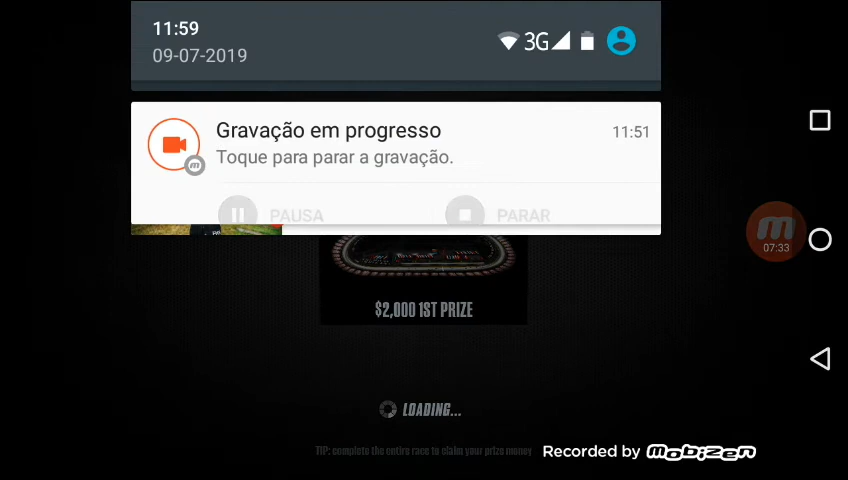 11:59
09-07-2019
3G
Gravação em progresso
11:51
Toque para parar a gravação.
PAUSA
PARAR
07:33
$2,000 1ST PRIZE
LOADING...
TIP: complete the entire race to claim your prize money
Recorded by Mobizen